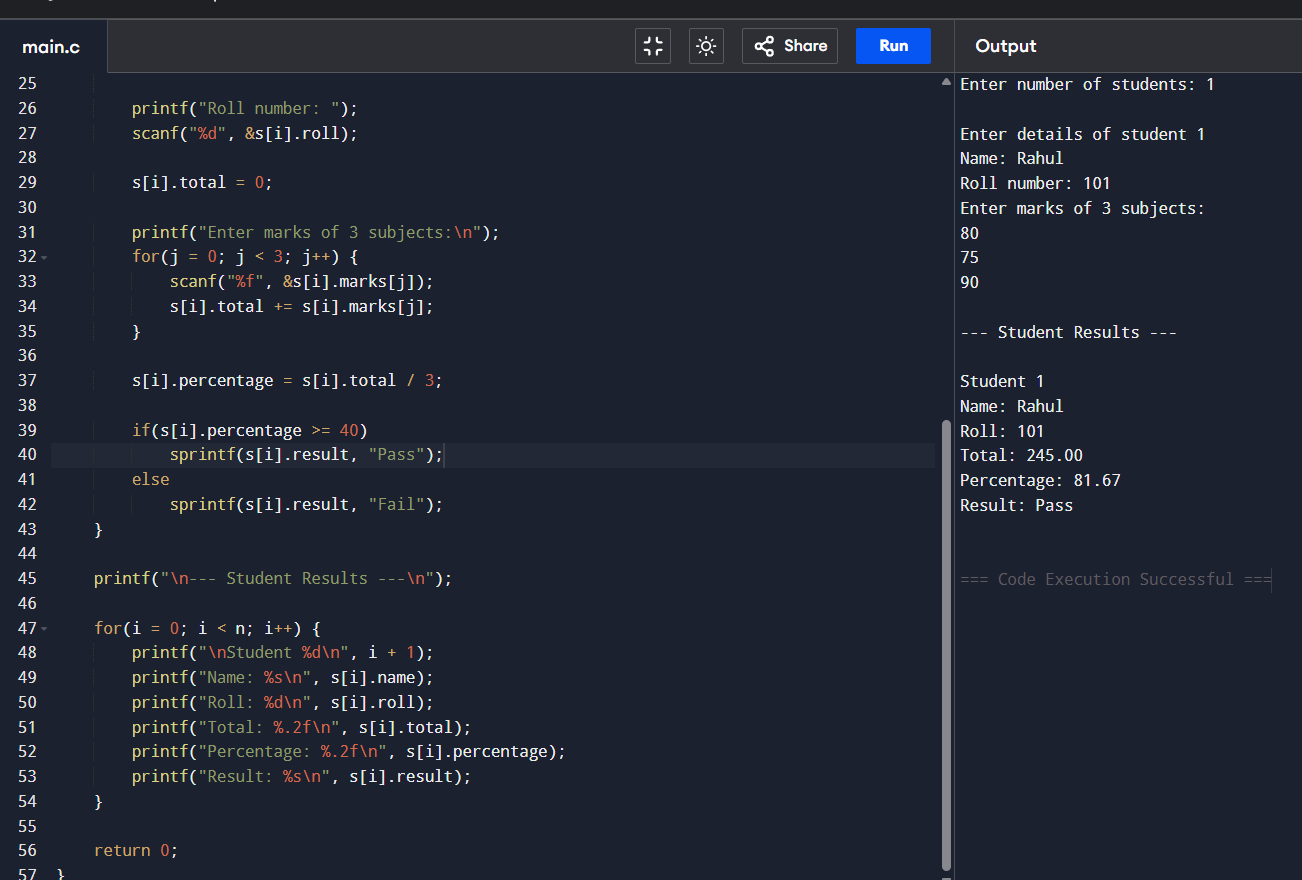 main.c
Share
Run
Output
25
26 printf("Roll number: ");
27 scanf("%d", &s[i].roll);
28
29 s[i].total = 0;
30
31 printf("Enter marks of 3 subjects:\n");
32 for(j = 0; j < 3; j++) {
33 scanf("%f", &s[i].marks[j]);
34 s[i].total += s[i].marks[j];
35 }
36
37 s[i].percentage = s[i].total / 3;
38
39 if(s[i].percentage >= 40)
40 sprintf(s[i].result, "Pass");
41 else
42 sprintf(s[i].result, "Fail");
43 }
44
45 printf("\n--- Student Results ---\n");
46
47 for(i = 0; i < n; i++) {
48 printf("\nStudent %d\n", i + 1);
49 printf("Name: %s\n", s[i].name);
50 printf("Roll: %d\n", s[i].roll);
51 printf("Total: %.2f\n", s[i].total);
52 printf("Percentage: %.2f\n", s[i].percentage);
53 printf("Result: %s\n", s[i].result);
54 }
55
56 return 0;
57 }
Enter number of students: 1
Enter details of student 1
Name: Rahul
Roll number: 101
Enter marks of 3 subjects:
80
75
90
--- Student Results ---
Student 1
Name: Rahul
Roll: 101
Total: 245.00
Percentage: 81.67
Result: Pass
=== Code Execution Successful ===